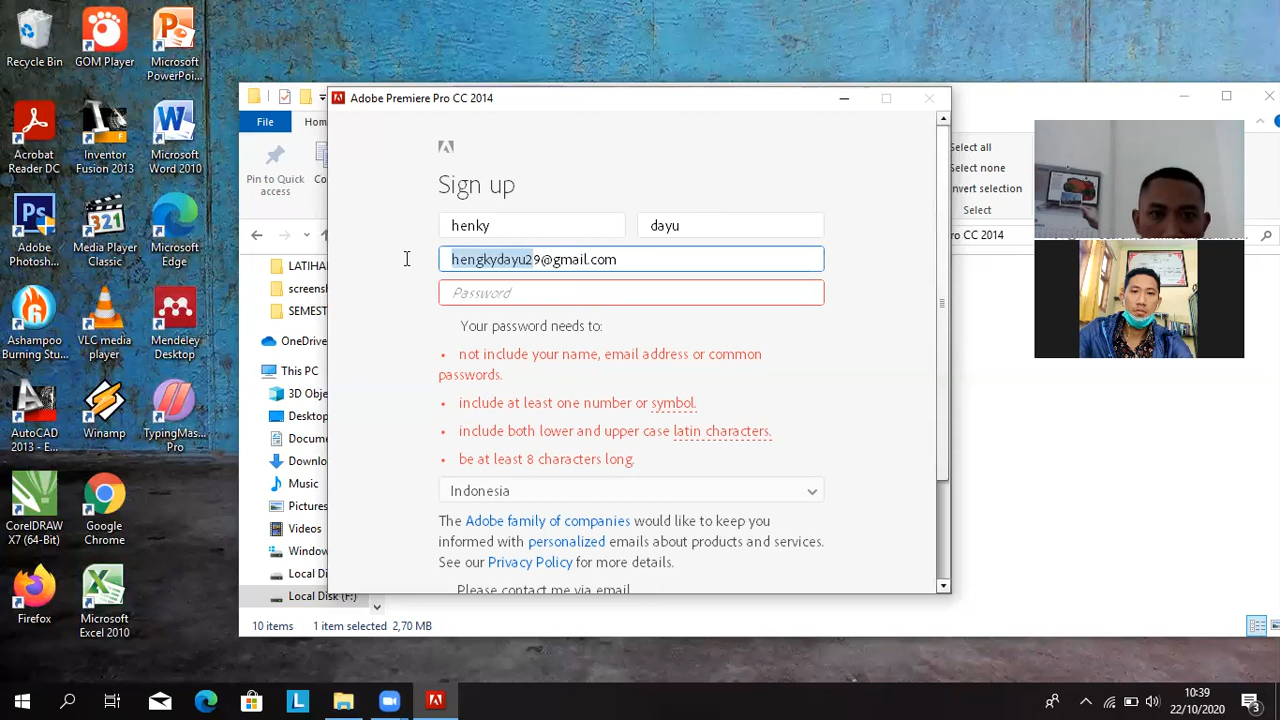 Recycle Bin
GOM Player
Microsoft PowerPoi...
Acrobat Reader DC
Inventor Fusion 2013
Microsoft Word 2010
Adobe Photosh...
Media Player Classic
Microsoft Edge
Ashampoo Burning Stu...
VLC media player
Mendeley Desktop
AutoCAD 2013 - E...
Winamp
TypingMas... Pro
CorelDRAW X7 (64-Bit)
Google Chrome
Firefox
Microsoft Excel 2010
File
Hom
Pin to Quick access
Co
LATIHA
screensh
SEMEST
OneDrive
This PC
3D Obje
Desktop
Docume
Downlo
Music
Pictures
Videos
Window
Local Dis
Local Disk (F:)
10 items
1 item selected 2,70 MB
Adobe Premiere Pro CC 2014
Sign up
henky
dayu
hengkydayu29@gmail.com
Password
Your password needs to:
• not include your name, email address or common
passwords.
• include at least one number or symbol.
• include both lower and upper case latin characters.
• be at least 8 characters long.
Indonesia
The Adobe family of companies would like to keep you
informed with personalized emails about products and services.
See our Privacy Policy for more details.
Please contact me via email
Select all
Select none
nvert selection
Select
o CC 2014
10:39
22/10/2020
3